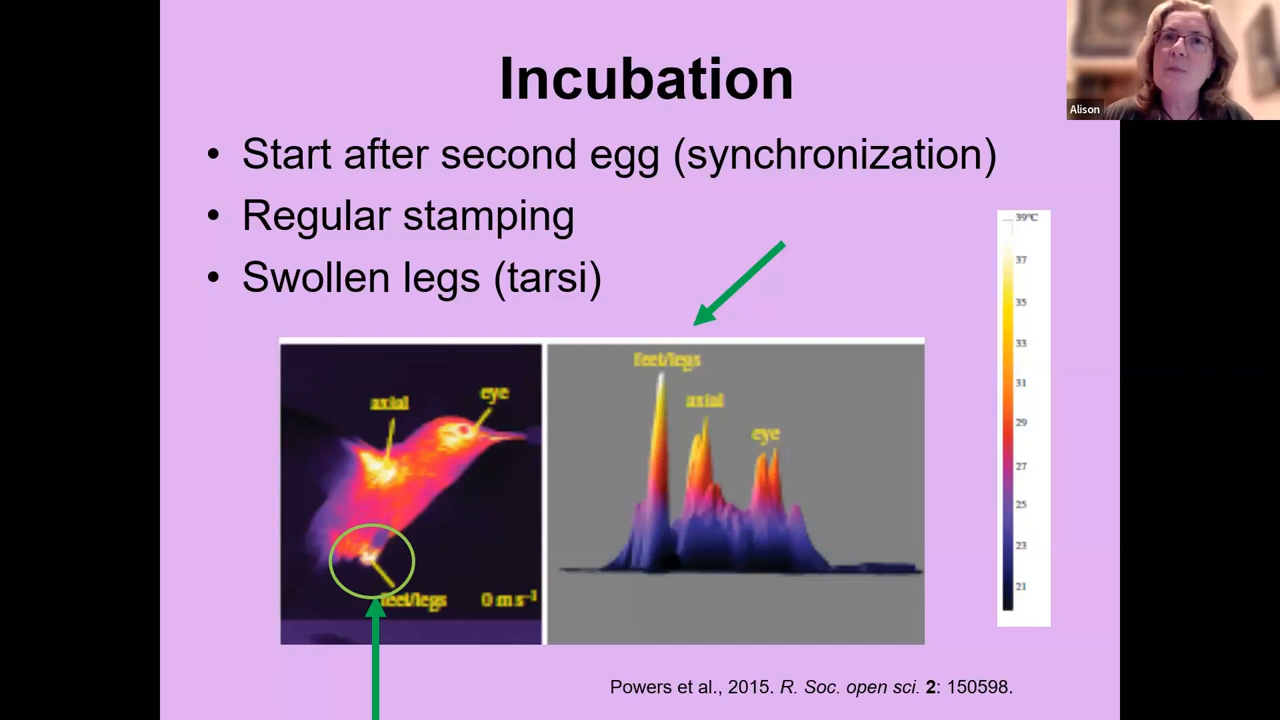 Incubation
Alison
• Start after second egg (synchronization)
• Regular stamping
• Swollen legs (tarsi)
39°C
37
35
33
31
29
27
25
23
21
axial
eye
feet/legs
0 m s⁻¹
feet/legs
axial
eye
Powers et al., 2015. R. Soc. open sci. 2: 150598.